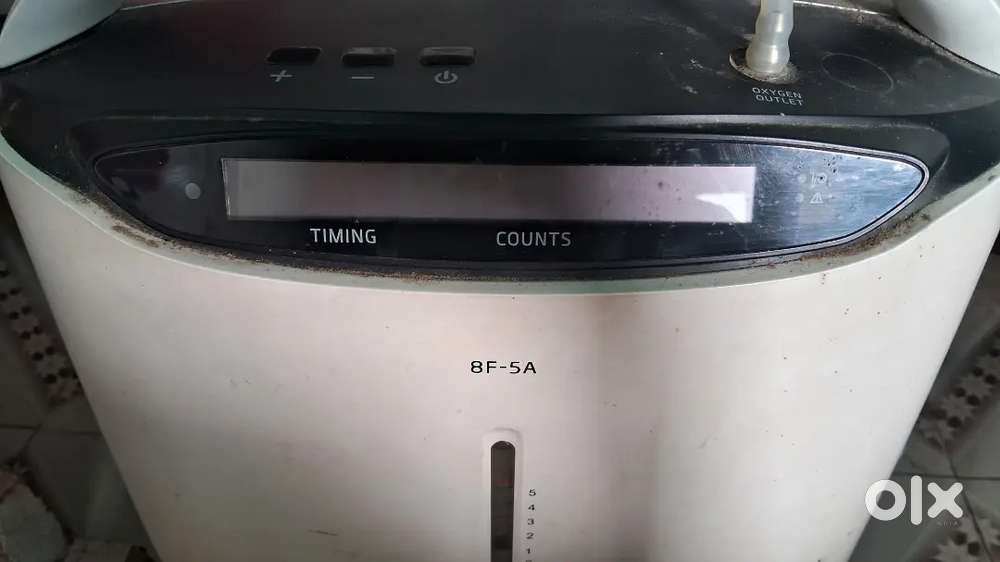 + −
OXYGEN
OUTLET
TIMING COUNTS
8F-5A
5
4
3
2
1
olx